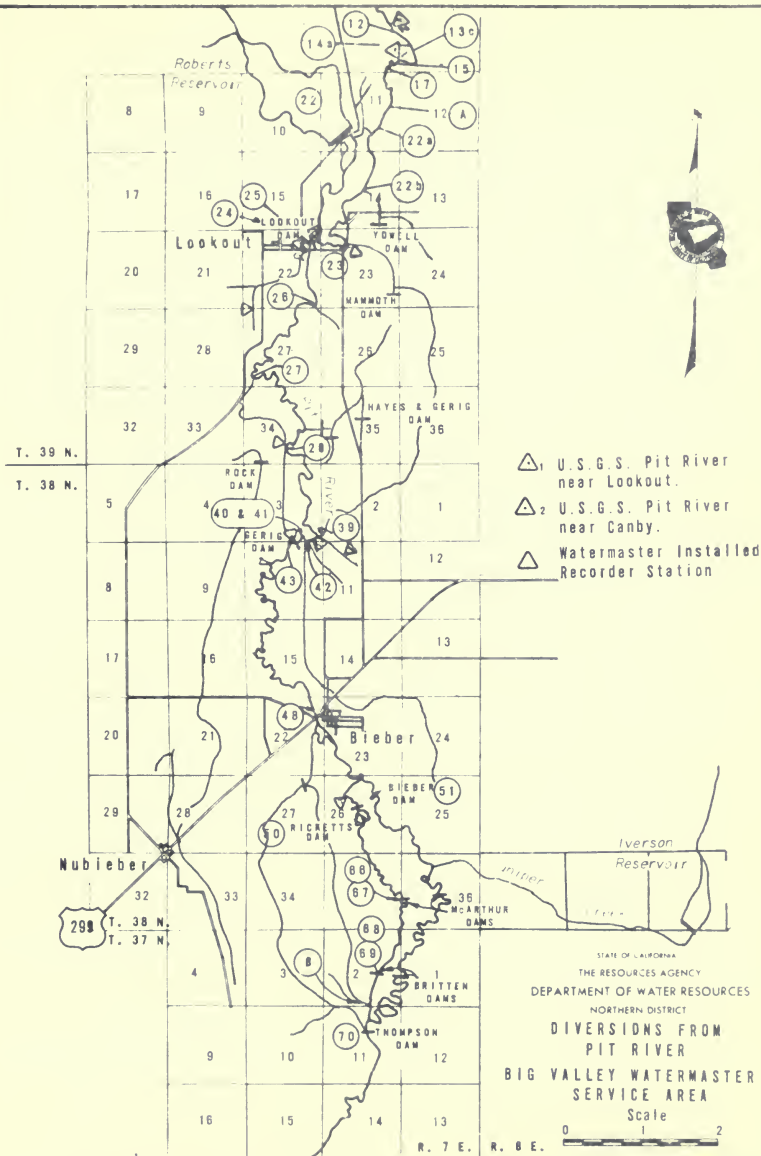 12
13c
14a
15
Roberts
Reservoir
22
17
11
8
9
10
12
A
22a
22b
17
16
25
15
14
13
24
LOOKOUT
DAM
YDWELL
DAM
Lookout
23
20
21
22
23
24
26
MAMMOTH
DAM
29
28
27
26
25
27
HAYES & GERIG
DAM
32
33
34
35
36
28
T. 39 N.
T. 38 N.
ROCK
DAM
River
5
4
3
2
1
40 & 41
39
GERIG
DAM
12
43
42
8
9
11
13
17
16
15
14
48
Bieber
20
21
22
24
23
BIEBER
DAM
51
29
28
27
26
25
50
RICKETTS
DAM
Nubieber
Iverson
Reservoir
Juniper
Creek
66
67
32
33
34
36
McARTHUR
DAMS
299
T. 38 N.
T. 37 N.
68
69
B
4
3
2
1
BRITTEN
DAMS
70
THOMPSON
DAM
9
10
11
12
16
15
14
13
R. 7 E.
R. 8 E.
1 U.S.G.S. Pit River
near Lookout.
2 U.S.G.S. Pit River
near Canby.
Watermaster Installed
Recorder Station
STATE OF CALIFORNIA
THE RESOURCES AGENCY
DEPARTMENT OF WATER RESOURCES
NORTHERN DISTRICT
DIVERSIONS FROM
PIT RIVER
BIG VALLEY WATERMASTER
SERVICE AREA
Scale
0 1 2